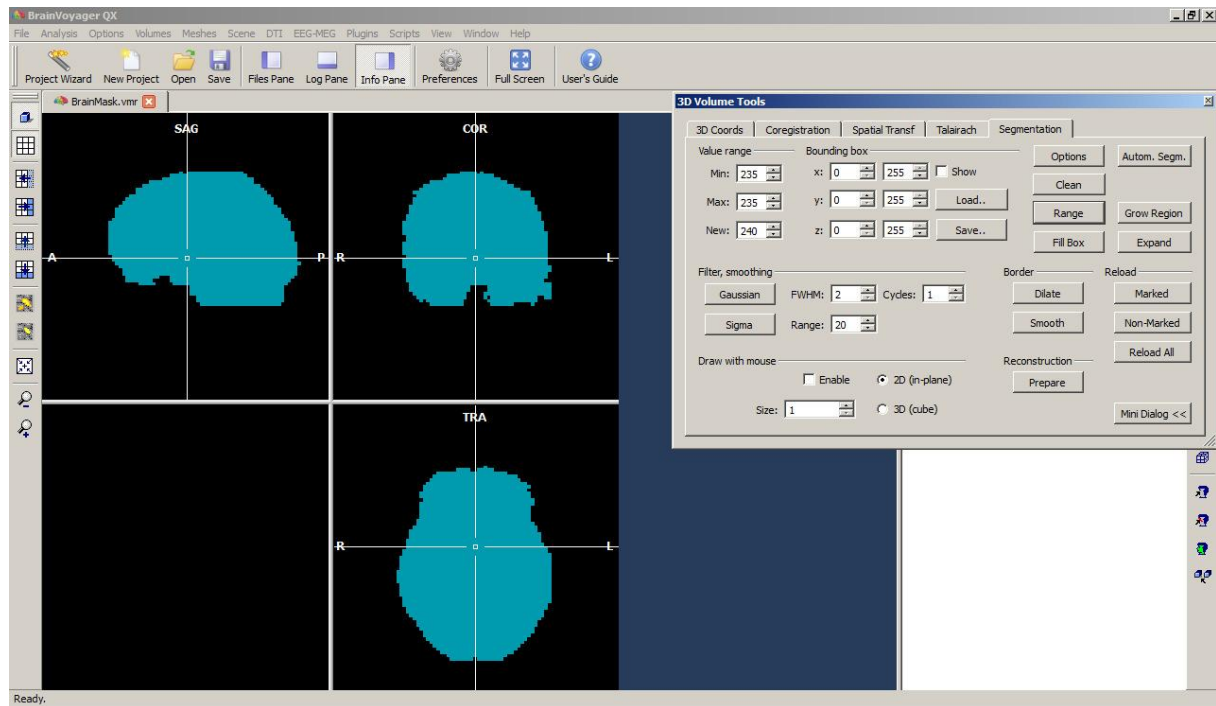 BrainVoyager QX
File Analysis Options Volumes Meshes Scene DTI EEG-MEG Plugins Scripts View Window Help
Project Wizard New Project Open Save Files Pane Log Pane Info Pane Preferences Full Screen User's Guide
BrainMask.vmr
SAG
COR
A
P
R
L
TRA
R
L
3D Volume Tools
3D Coords Coregistration Spatial Transf Talairach Segmentation
Value range Bounding box
Min: 235 x: 0 255 Show
Max: 235 y: 0 255 Load..
New: 240 z: 0 255 Save..
Options Autom. Segm.
Clean
Range Grow Region
Fill Box Expand
Filter, smoothing Border Reload
Gaussian FWHM: 2 Cycles: 1 Dilate Marked
Sigma Range: 20 Smooth Non-Marked
Reload All
Draw with mouse Reconstruction
Enable 2D (in-plane) Prepare
Size: 1 3D (cube) Mini Dialog <<
Ready.